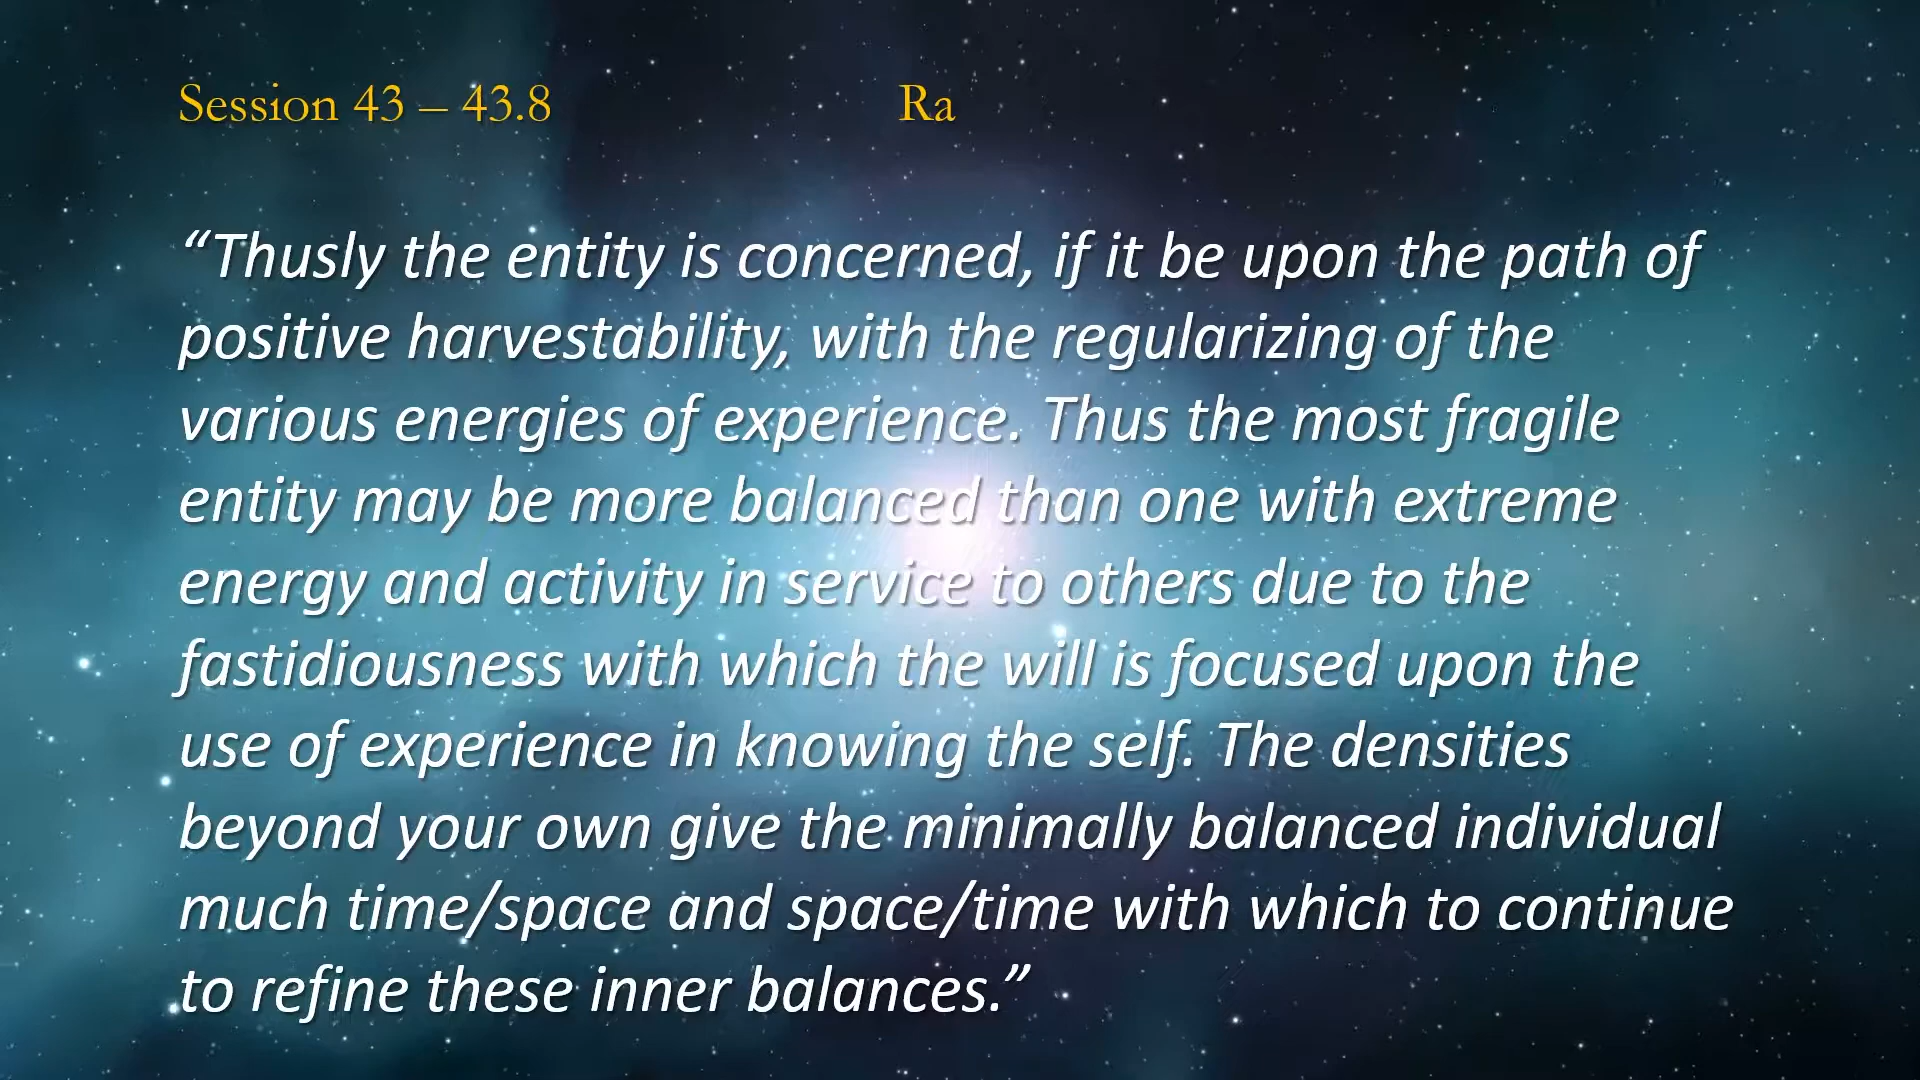 Session 43 – 43.8 Ra
“Thusly the entity is concerned, if it be upon the path of
positive harvestability, with the regularizing of the
various energies of experience. Thus the most fragile
entity may be more balanced than one with extreme
energy and activity in service to others due to the
fastidiousness with which the will is focused upon the
use of experience in knowing the self. The densities
beyond your own give the minimally balanced individual
much time/space and space/time with which to continue
to refine these inner balances.”